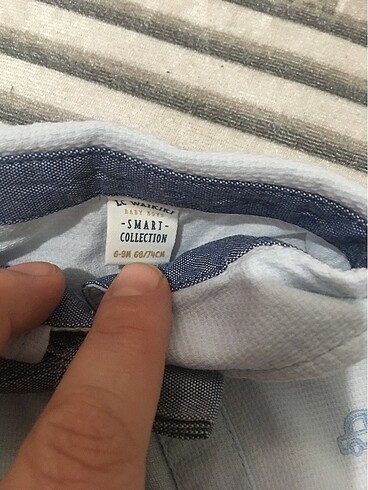 LC WAIKIKI
BABY BOYS
-SMART-
COLLECTION
6-9M 68/74CM